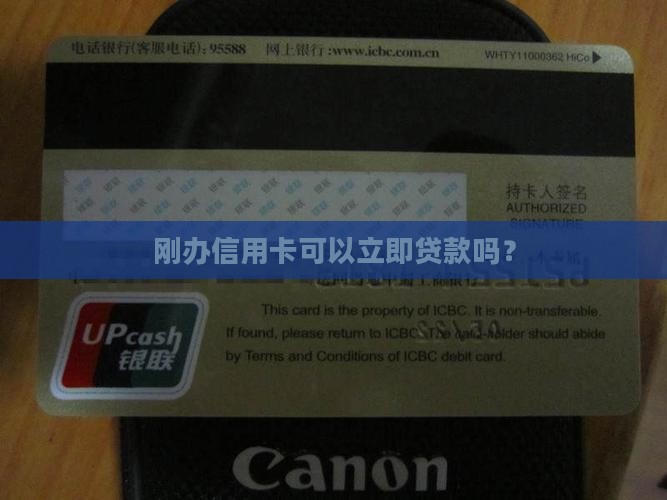 电话银行(客服电话):95588 网上银行:www.icbc.com.cn
WHTY11000362 HiCo
持卡人签名
AUTHORIZED
SIGNATURE
刚办信用卡可以立即贷款吗？
This card is the property of ICBC. It is non-transferable.
If found, please return to ICBC. The card-holder should abide
by Terms and Conditions of ICBC debit card.
UPcash
银联
Canon